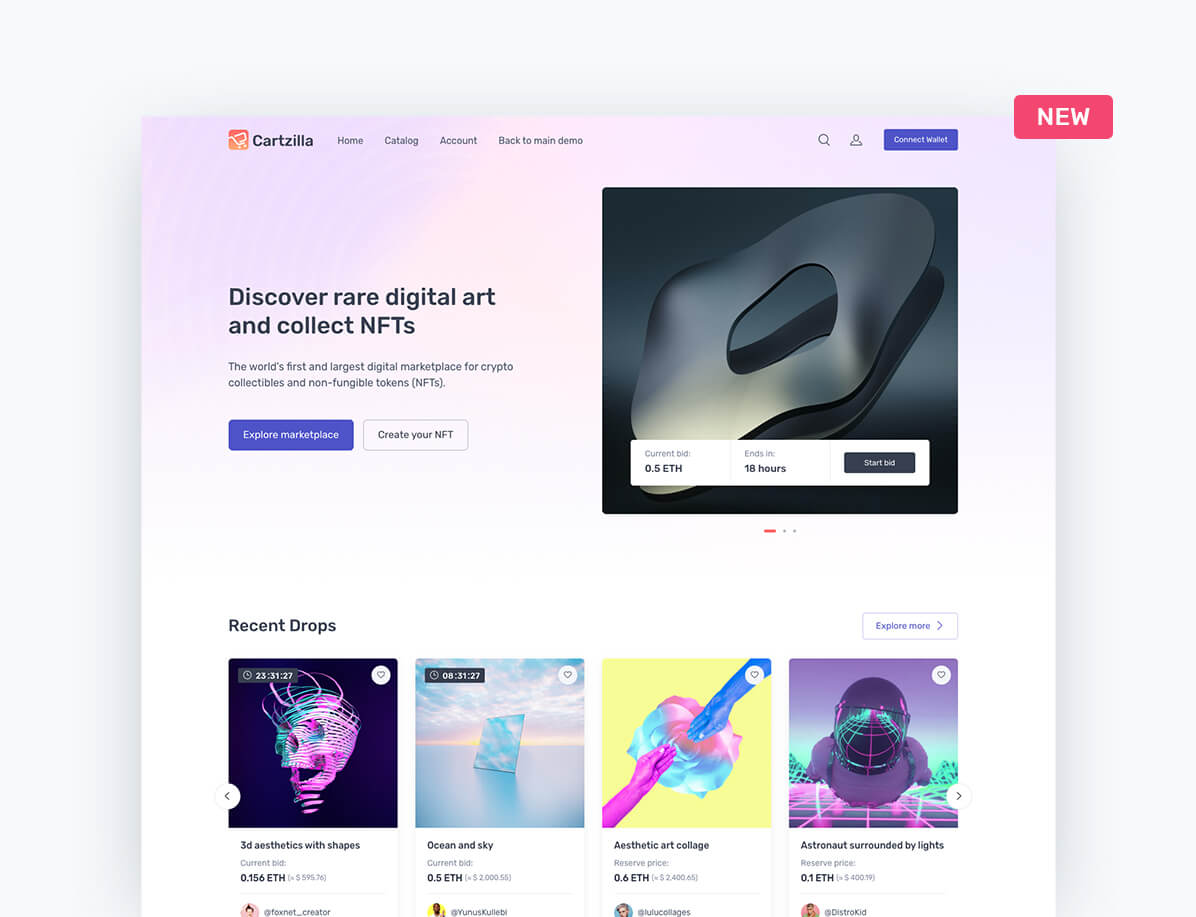 NEW
Cartzilla
Home Catalog Account Back to main demo Connect Wallet
Discover rare digital art
and collect NFTs
The world's first and largest digital marketplace for crypto
collectibles and non-fungible tokens (NFTs).
Explore marketplace Create your NFT
Current bid: Ends in:
0.5 ETH 18 hours Start bid
Recent Drops Explore more
23:31:27 08:31:27
3d aesthetics with shapes
Current bid:
0.156 ETH (≈ $ 595.76)
@foxnet_creator
Ocean and sky
Current bid:
0.5 ETH (≈ $ 2,000.55)
@YunusKullebi
Aesthetic art collage
Reserve price:
0.6 ETH (≈ $ 2,400.65)
@lulucollages
Astronaut surrounded by lights
Reserve price:
0.1 ETH (≈ $ 400.19)
@DistroKid